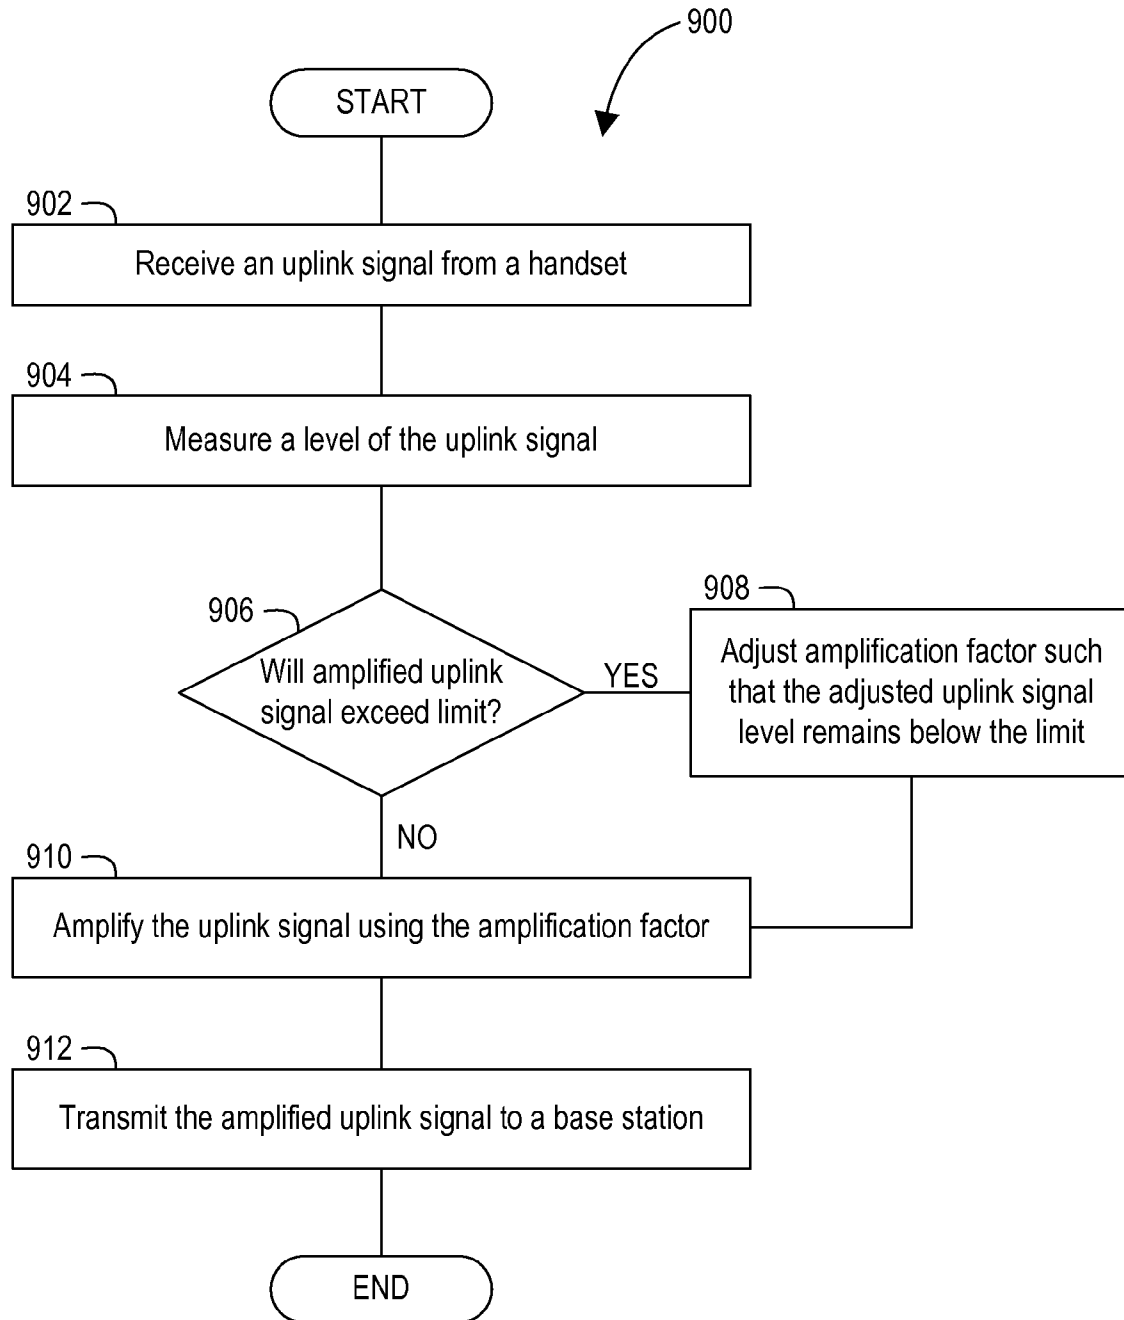 900
START
902
Receive an uplink signal from a handset
904
Measure a level of the uplink signal
906
Will amplified uplink
signal exceed limit?
YES
908
Adjust amplification factor such
that the adjusted uplink signal
level remains below the limit
NO
910
Amplify the uplink signal using the amplification factor
912
Transmit the amplified uplink signal to a base station
END